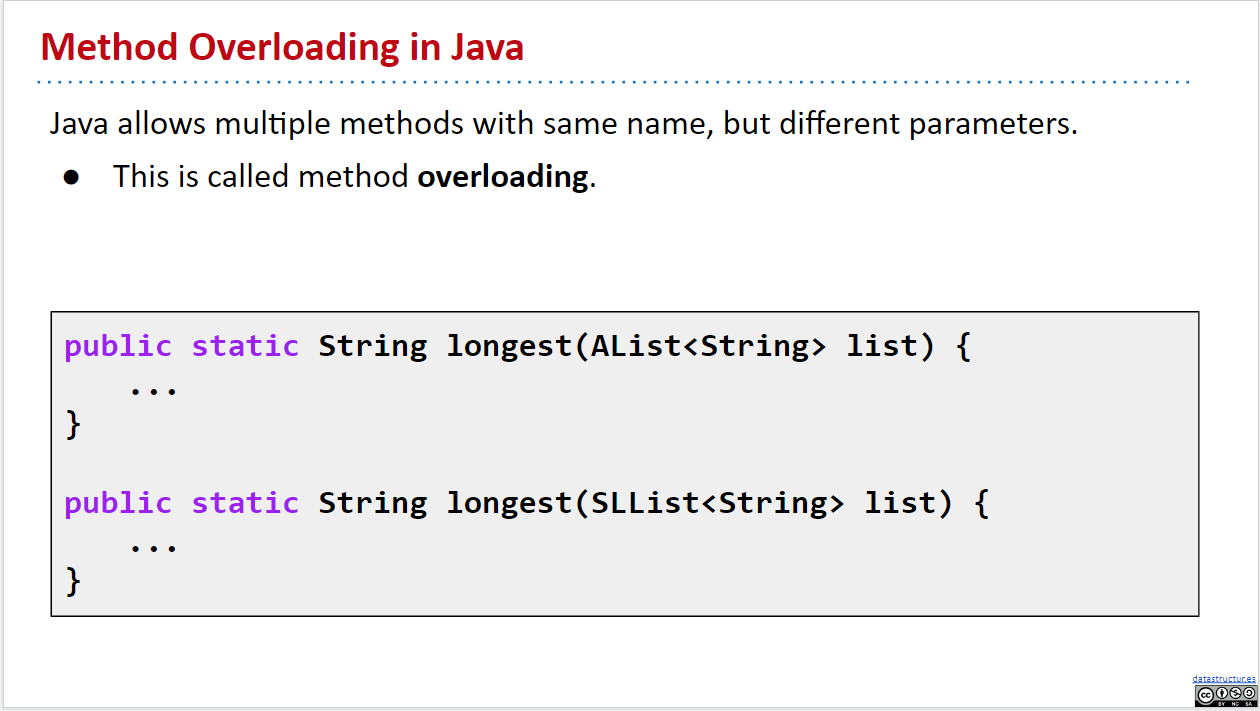 Method Overloading in Java
Java allows multiple methods with same name, but different parameters.
● This is called method overloading.
public static String longest(AList<String> list) {
...
}
public static String longest(SLList<String> list) {
...
}
datastructur.es
cc
BY NC SA